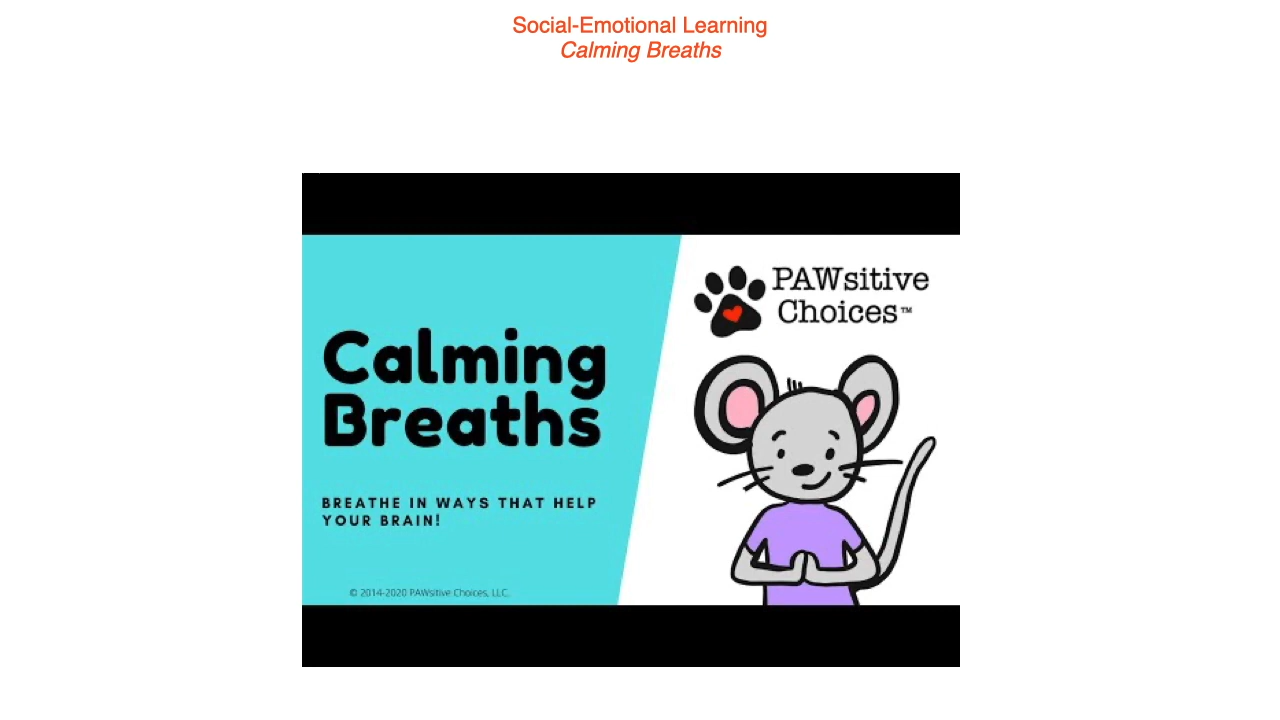 Social-Emotional Learning
Calming Breaths
PAWsitive
Choices™
Calming
Breaths
BREATHE IN WAYS THAT HELP
YOUR BRAIN!
© 2014-2020 PAWsitive Choices, LLC.